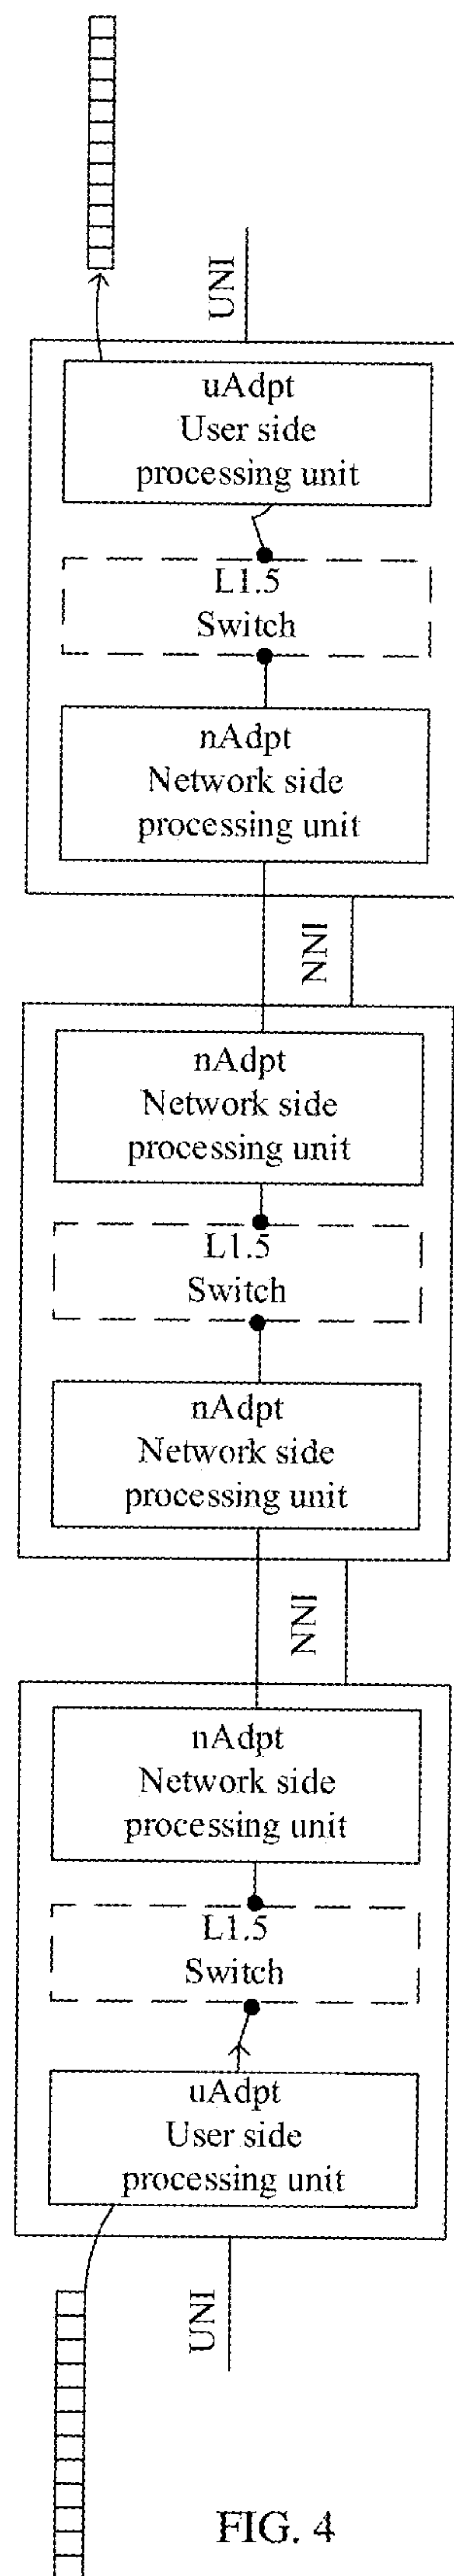 UNI
uAdpt
User side
processing unit
L1.5
Switch
nAdpt
Network side
processing unit
NNI
nAdpt
Network side
processing unit
L1.5
Switch
nAdpt
Network side
processing unit
NNI
nAdpt
Network side
processing unit
L1.5
Switch
uAdpt
User side
processing unit
UNI
FIG. 4